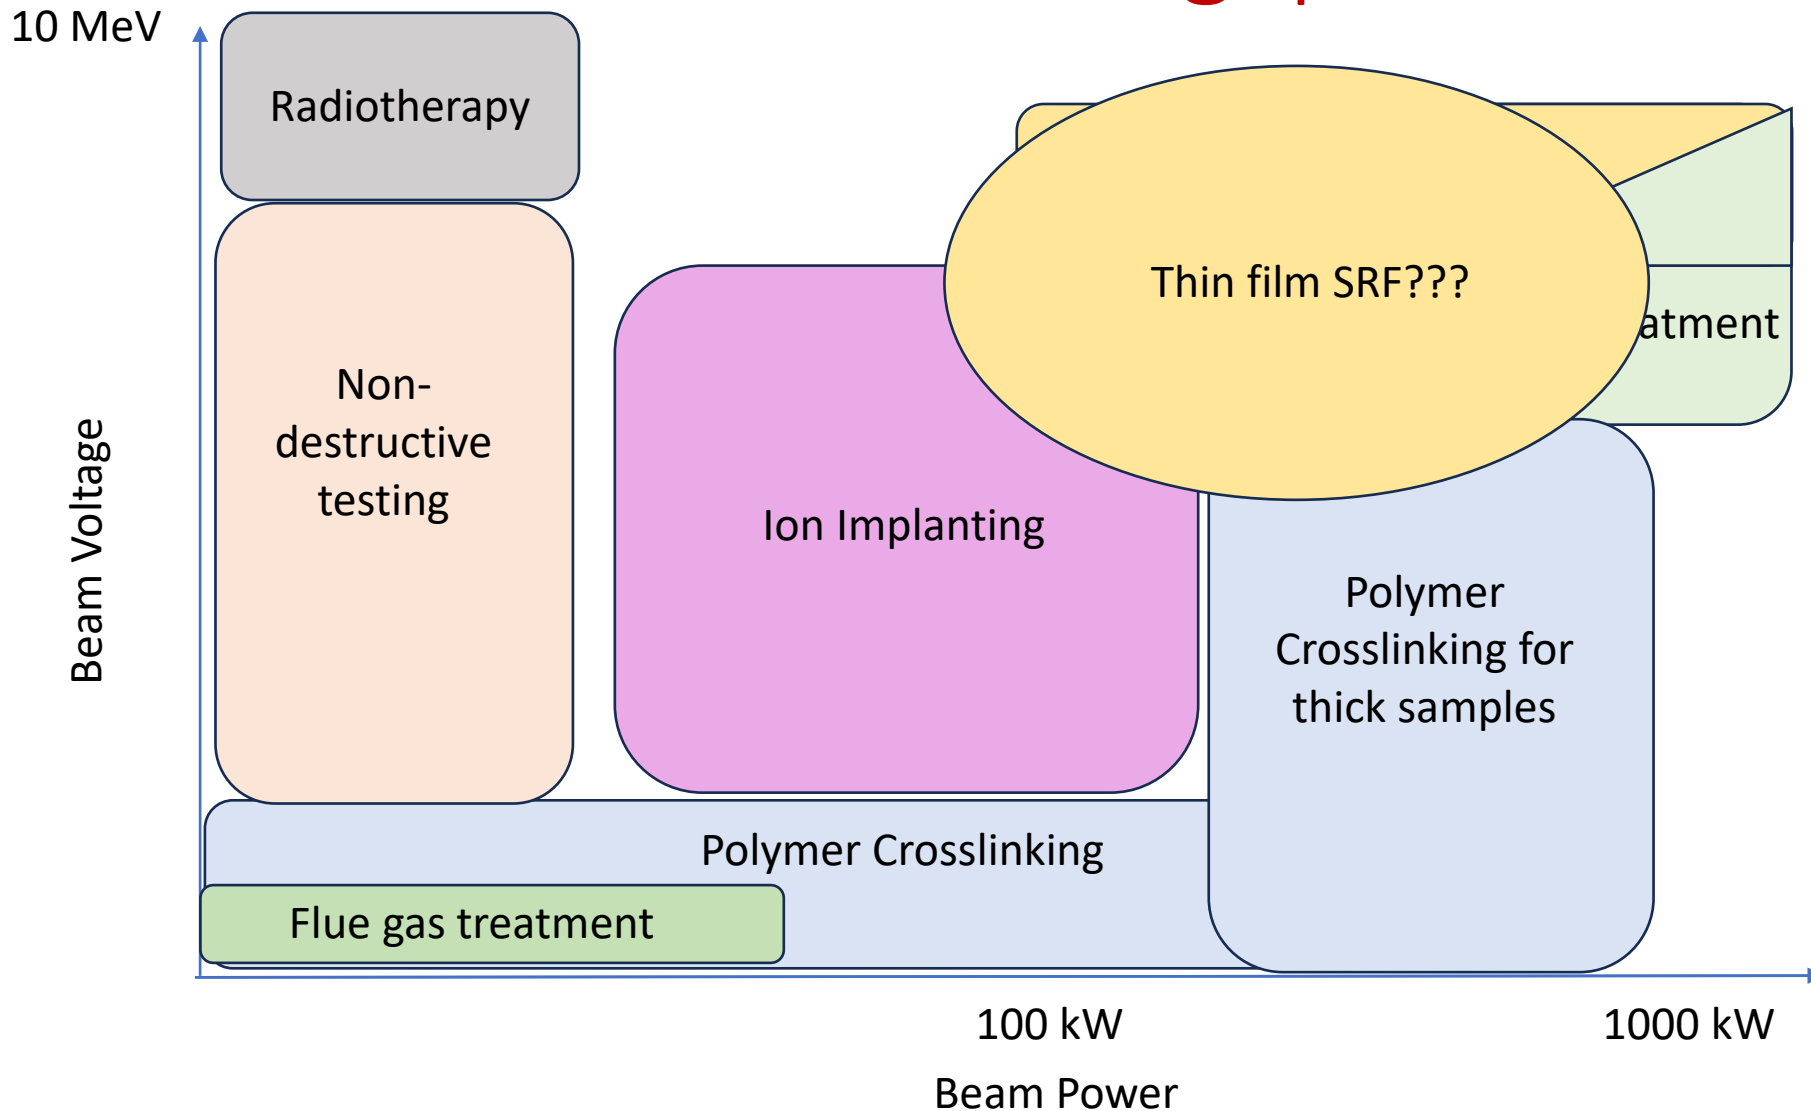 10 MeV
Radiotherapy
Thin film SRF???
atment
Non-
destructive
testing
Ion Implanting
Polymer
Crosslinking for
thick samples
Beam Voltage
Polymer Crosslinking
Flue gas treatment
100 kW
1000 kW
Beam Power